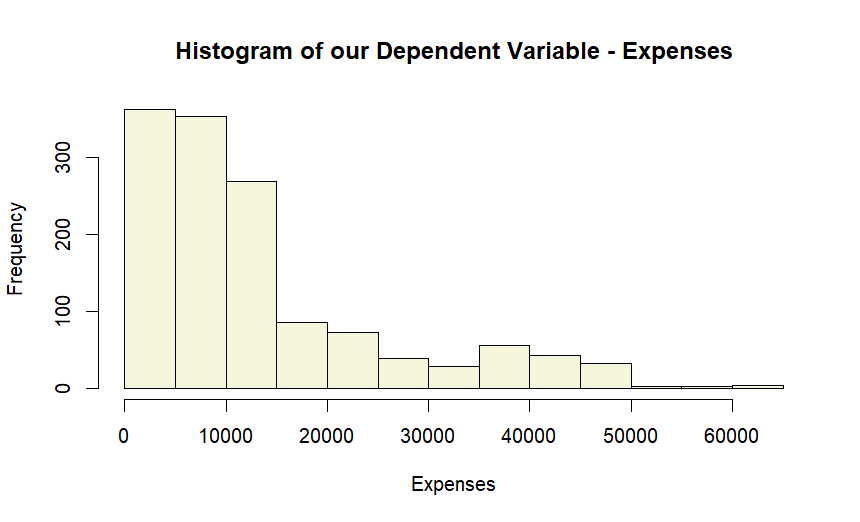 Histogram of our Dependent Variable - Expenses
Frequency
300
200
100
0
0 10000 20000 30000 40000 50000 60000
Expenses